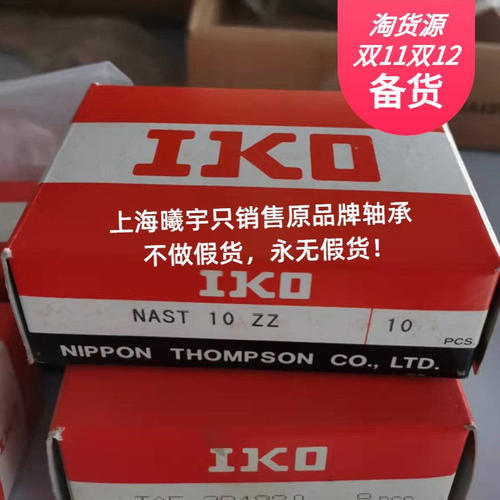 淘货源
双11双12
备货
IKO
上海曦宇只销售原品牌轴承
不做假货，永无假货！
IKO
NAST 10 ZZ
10
PCS.
NIPPON THOMPSON CO., LTD.
IKO